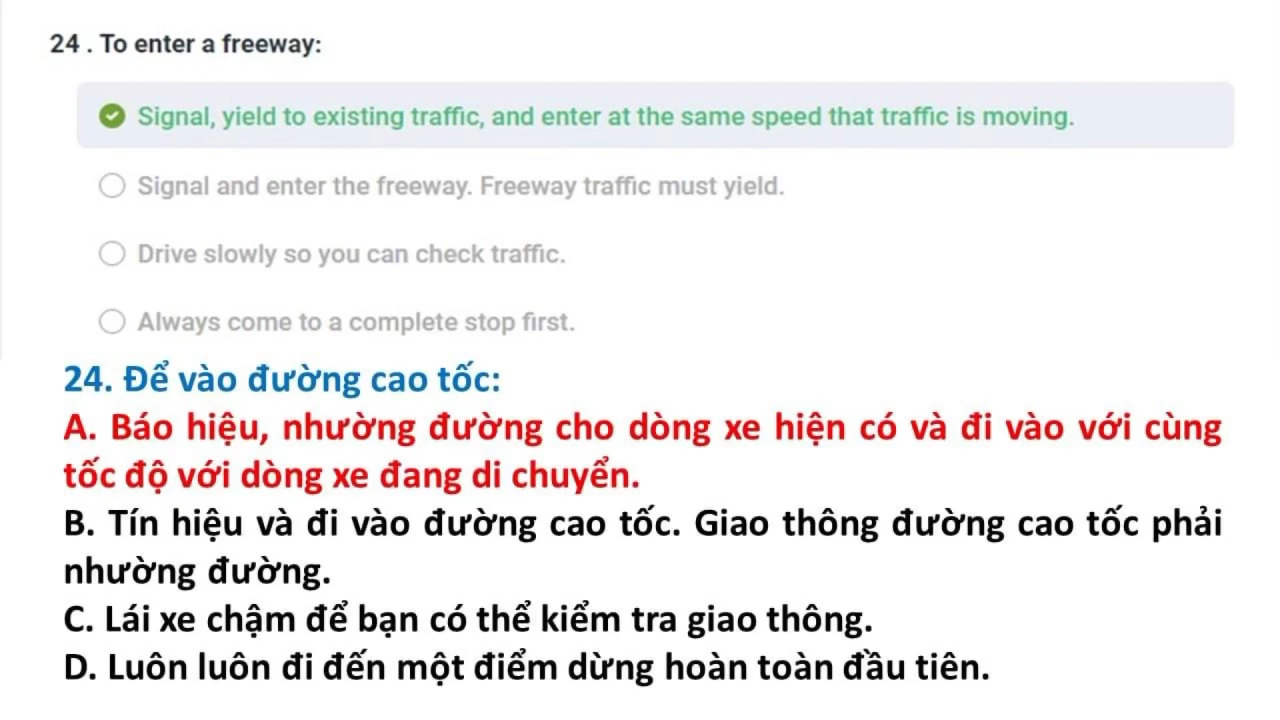 24 . To enter a freeway:
Signal, yield to existing traffic, and enter at the same speed that traffic is moving.
Signal and enter the freeway. Freeway traffic must yield.
Drive slowly so you can check traffic.
Always come to a complete stop first.
24. Để vào đường cao tốc:
A. Báo hiệu, nhường đường cho dòng xe hiện có và đi vào với cùng
tốc độ với dòng xe đang di chuyển.
B. Tín hiệu và đi vào đường cao tốc. Giao thông đường cao tốc phải
nhường đường.
C. Lái xe chậm để bạn có thể kiểm tra giao thông.
D. Luôn luôn đi đến một điểm dừng hoàn toàn đầu tiên.